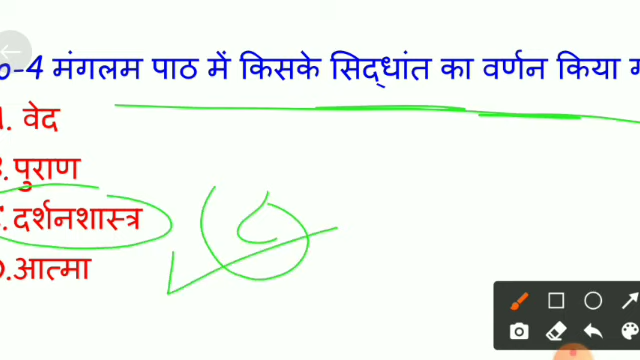 -4 मंगलम पाठ में किसके सिद्धांत का वर्णन किया
वेद
पुराण
दर्शनशास्त्र
आत्मा